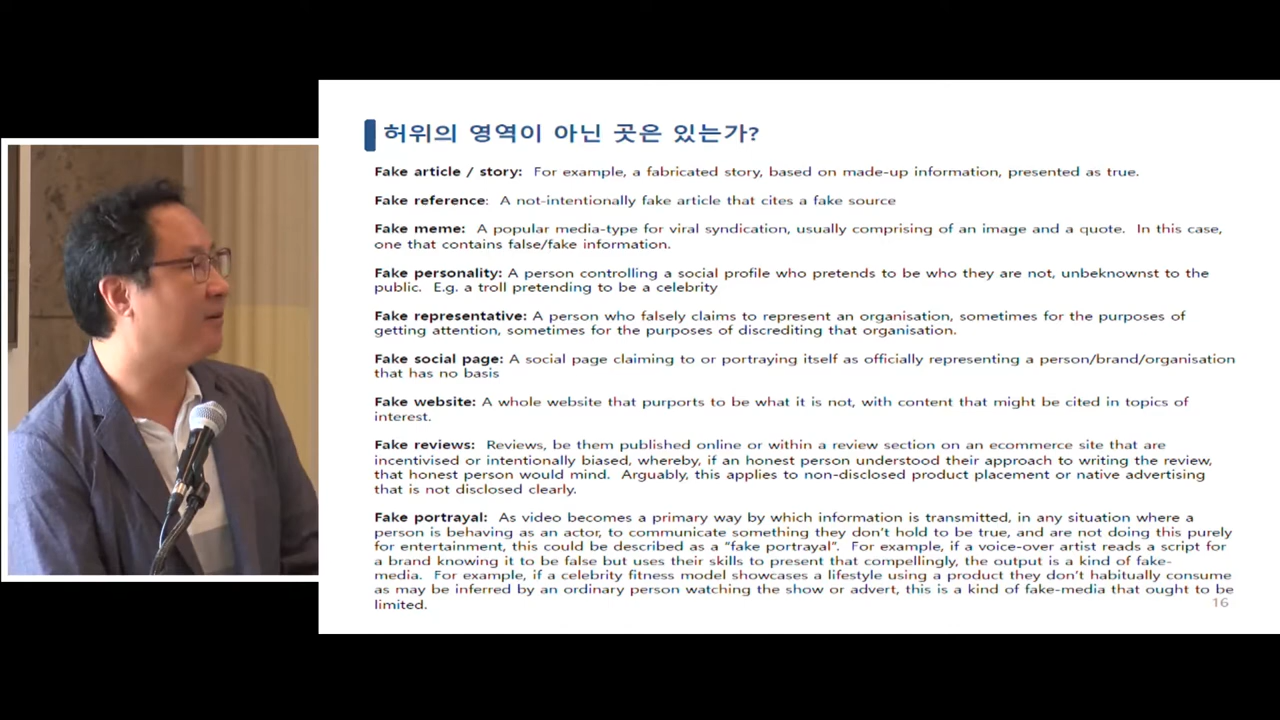 허위의 영역이 아닌 곳은 있는가?
Fake article / story: For example, a fabricated story, based on made-up information, presented as true.
Fake reference: A not-intentionally fake article that cites a fake source
Fake meme: A popular media-type for viral syndication, usually comprising of an image and a quote. In this case,
one that contains false/fake information.
Fake personality: A person controlling a social profile who pretends to be who they are not, unbeknownst to the
public. E.g. a troll pretending to be a celebrity
Fake representative: A person who falsely claims to represent an organisation, sometimes for the purposes of
getting attention, sometimes for the purposes of discrediting that organisation.
Fake social page: A social page claiming to or portraying itself as officially representing a person/brand/organisation
that has no basis
Fake website: A whole website that purports to be what it is not, with content that might be cited in topics of
interest.
Fake reviews: Reviews, be them published online or within a review section on an ecommerce site that are
incentivised or intentionally biased, whereby, if an honest person understood their approach to writing the review,
that honest person would mind. Arguably, this applies to non-disclosed product placement or native advertising
that is not disclosed clearly.
Fake portrayal: As video becomes a primary way by which information is transmitted, in any situation where a
person is behaving as an actor, to communicate something they don't hold to be true, and are not doing this purely
for entertainment, this could be described as a "fake portrayal". For example, if a voice-over artist reads a script for
a brand knowing it to be false but uses their skills to present that compellingly, the output is a kind of fake-
media. For example, if a celebrity fitness model showcases a lifestyle using a product they don't habitually consume
as may be inferred by an ordinary person watching the show or advert, this is a kind of fake-media that ought to be
limited.
16